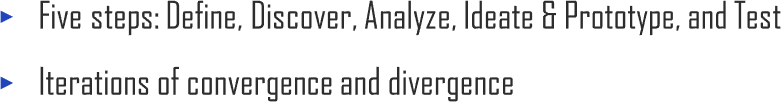 ▸ Five steps: Define, Discover, Analyze, Ideate & Prototype, and Test
▸ Iterations of convergence and divergence